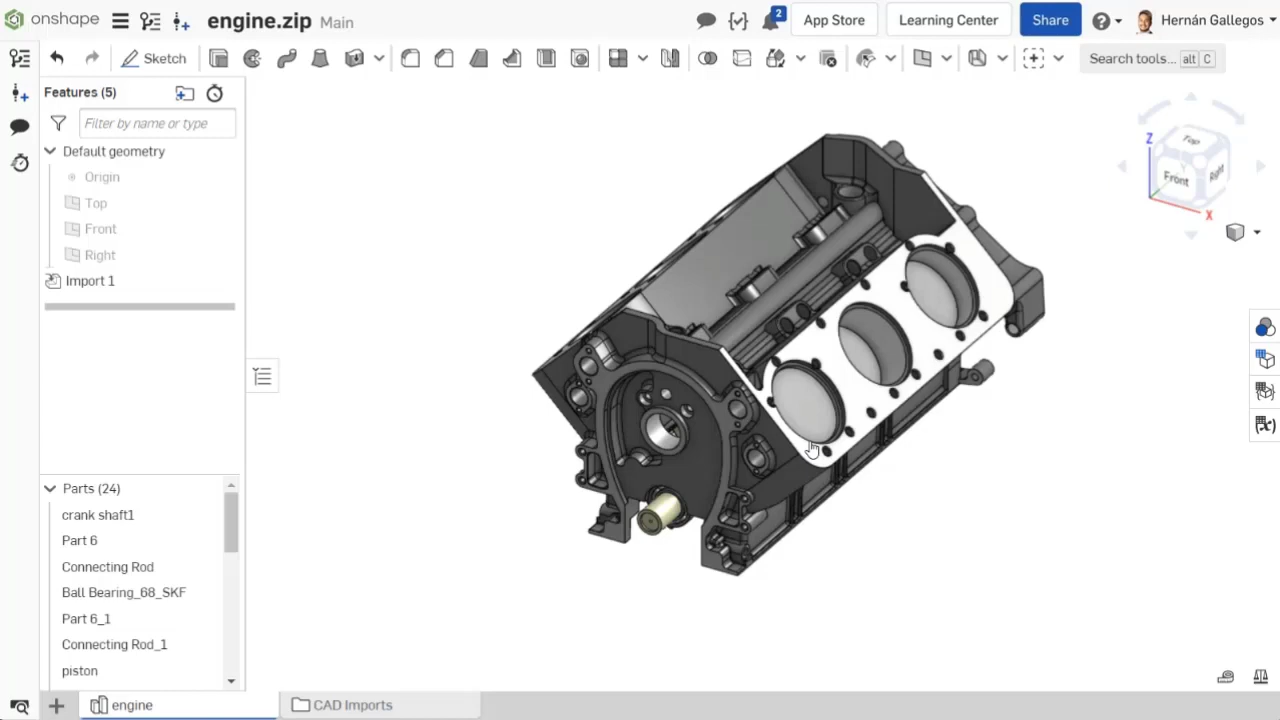 onshape engine.zip Main 2 App Store Learning Center Share Hernán Gallegos
Sketch Search tools... alt C
Features (5)
Filter by name or type
Default geometry
Origin
Top
Front
Right
Import 1
Z Top Front Right X
Parts (24)
crank shaft1
Part 6
Connecting Rod
Ball Bearing_68_SKF
Part 6_1
Connecting Rod_1
piston
engine CAD Imports